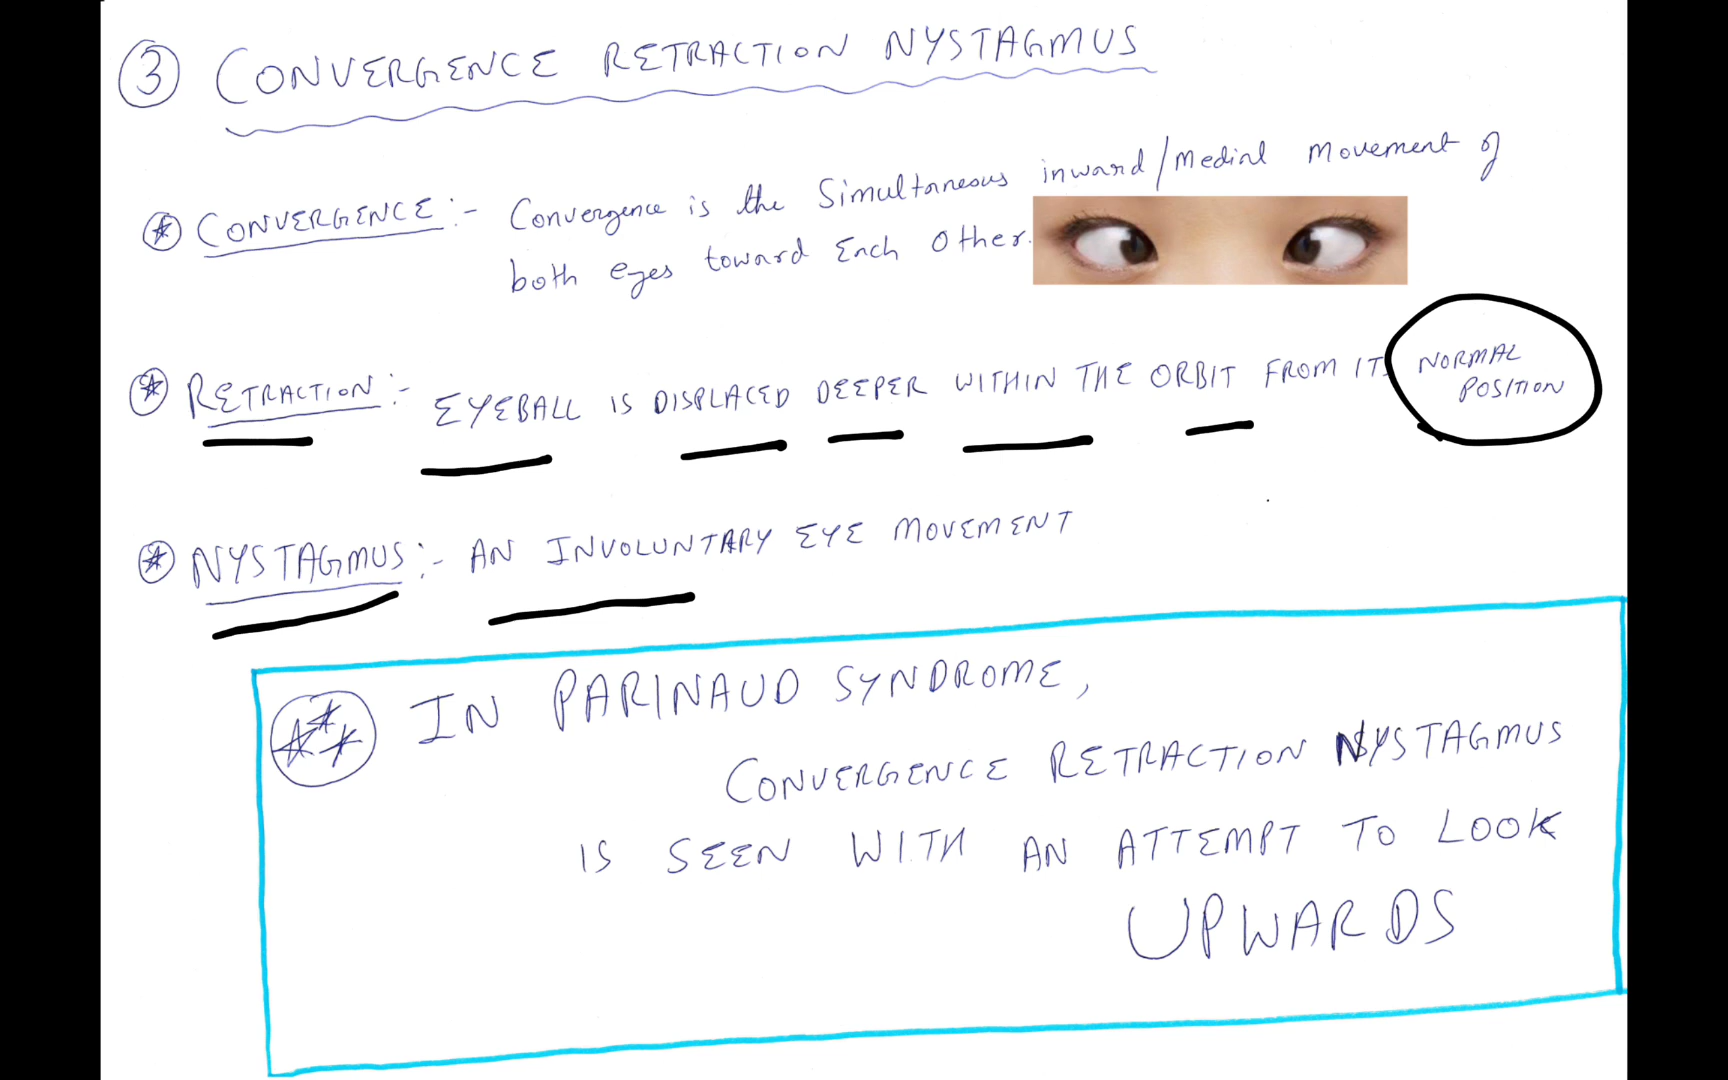 3 CONVERGENCE RETRACTION NYSTAGMUS
* CONVERGENCE :- Convergence is the Simultaneous inward/medial movement of
both eyes toward Each Other.
* RETRACTION :- EYEBALL IS DISPLACED DEEPER WITHIN THE ORBIT FROM ITS NORMAL
POSITION
* NYSTAGMUS :- AN INVOLUNTARY EYE MOVEMENT
*** IN PARINAUD SYNDROME,
CONVERGENCE RETRACTION NYSTAGMUS
IS SEEN WITH AN ATTEMPT TO LOOK
UPWARDS